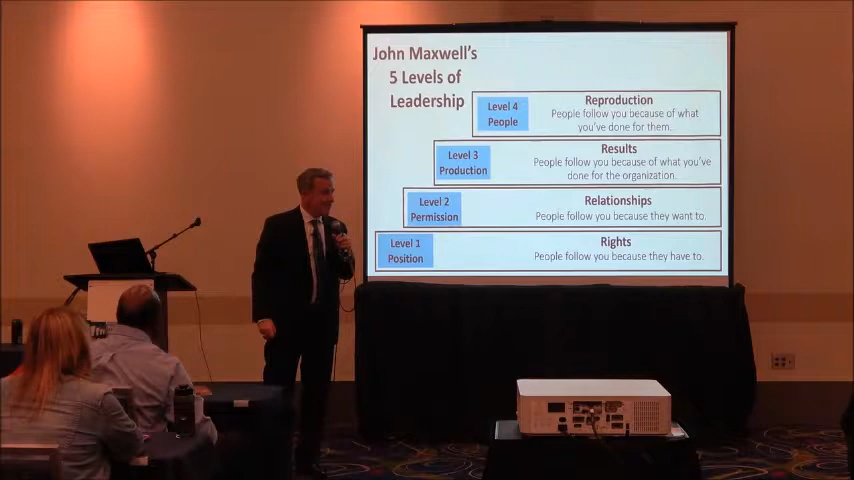 John Maxwell's
5 Levels of
Leadership
Level 4
People
Reproduction
People follow you because of what
you've done for them.
Level 3
Production
Results
People follow you because of what you've
done for the organization.
Level 2
Permission
Relationships
People follow you because they want to.
Level 1
Position
Rights
People follow you because they have to.